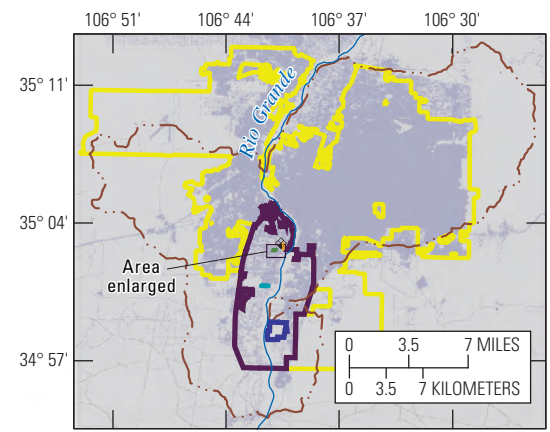 106° 51'
106° 44'
106° 37'
106° 30'
35° 11'
Rio Grande
35° 04'
Area
enlarged
34° 57'
0 3.5 7 MILES
0 3.5 7 KILOMETERS